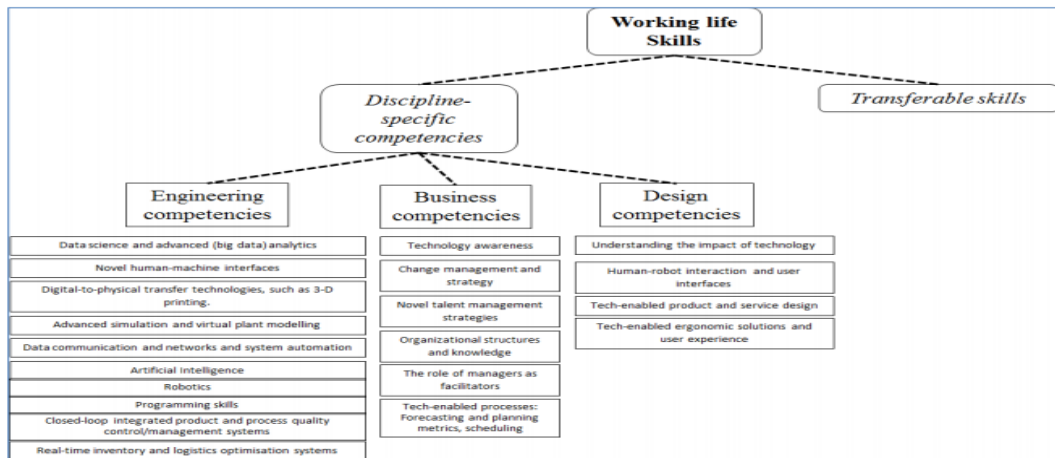 Working life
Skills
Discipline-
specific
competencies
Transferable skills
Engineering
competencies
Data science and advanced (big data) analytics
Novel human-machine interfaces
Digital-to-physical transfer technologies, such as 3-D
printing.
Advanced simulation and virtual plant modelling
Data communication and networks and system automation
Artificial Intelligence
Robotics
Programming skills
Closed-loop integrated product and process quality
control/management systems
Real-time inventory and logistics optimisation systems
Business
competencies
Technology awareness
Change management and
strategy
Novel talent management
strategies
Organizational structures
and knowledge
The role of managers as
facilitators
Tech-enabled processes:
Forecasting and planning
metrics, scheduling
Design
competencies
Understanding the impact of technology
Human-robot interaction and user
interfaces
Tech-enabled product and service design
Tech-enabled ergonomic solutions and
user experience